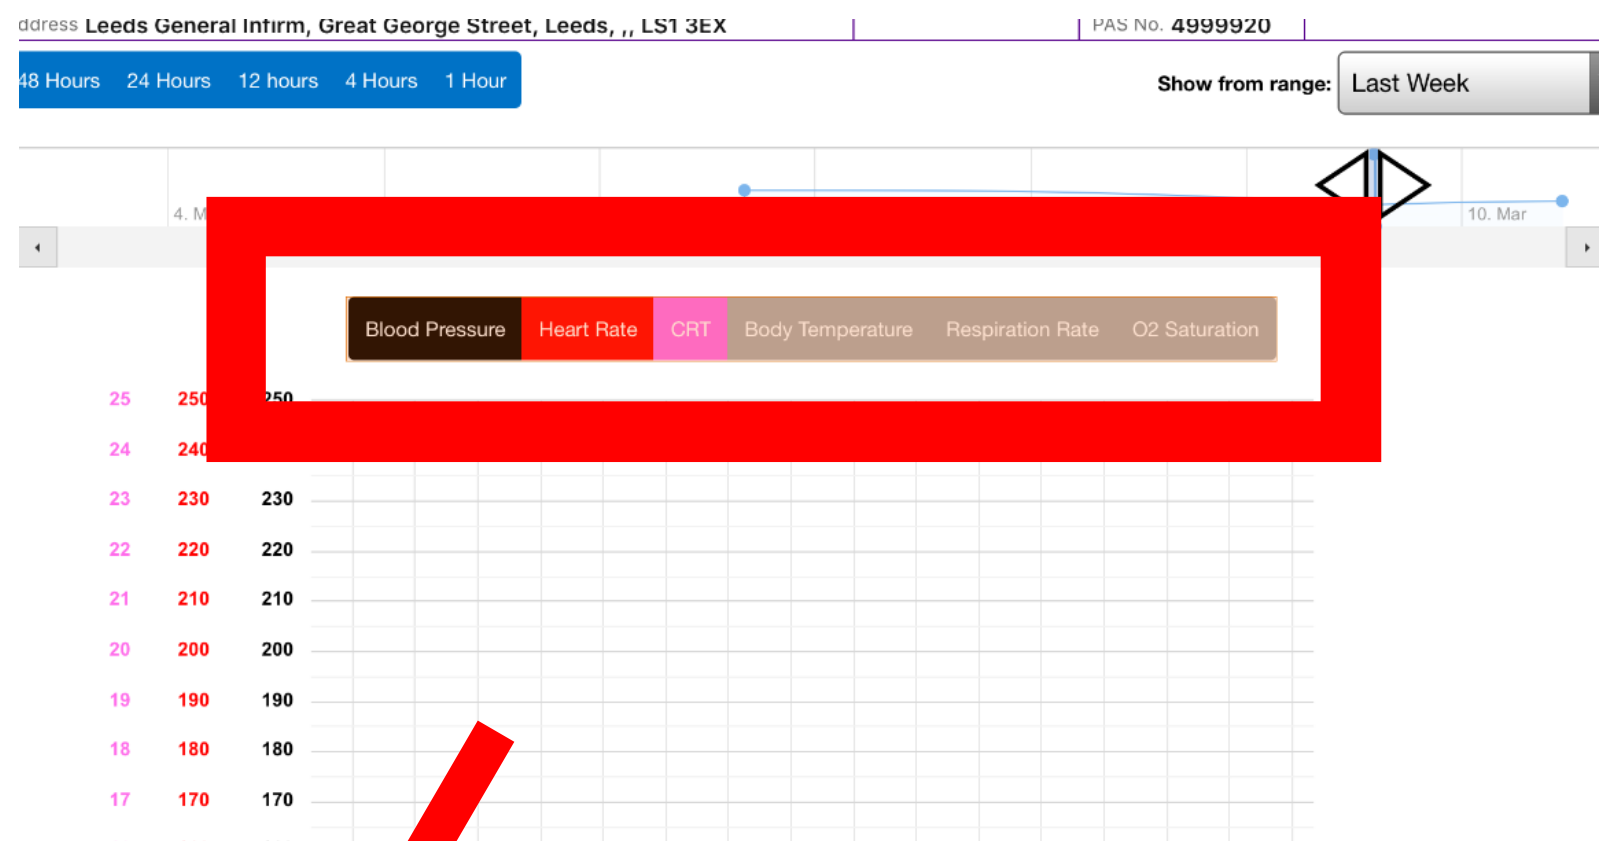 ddress Leeds General Infirm, Great George Street, Leeds, ,, LS1 3EX PAS No. 4999920
48 Hours 24 Hours 12 hours 4 Hours 1 Hour Show from range: Last Week
4. M 10. Mar
Blood Pressure Heart Rate CRT Body Temperature Respiration Rate O2 Saturation
25 250 250
24 240
23 230 230
22 220 220
21 210 210
20 200 200
19 190 190
18 180 180
17 170 170